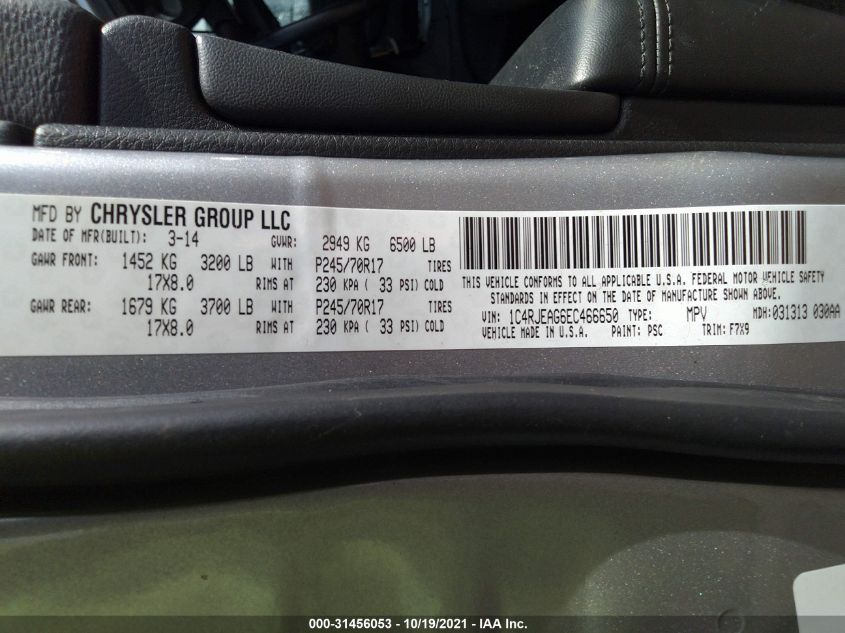 MFD BY CHRYSLER GROUP LLC
DATE OF MFR(BUILT): 3-14 GVWR: 2949 KG 6500 LB
GAWR FRONT: 1452 KG 3200 LB WITH P245/70R17 TIRES
17X8.0 RIMS AT 230 KPA ( 33 PSI) COLD
GAWR REAR: 1679 KG 3700 LB WITH P245/70R17 TIRES
17X8.0 RIMS AT 230 KPA ( 33 PSI) COLD
THIS VEHICLE CONFORMS TO ALL APPLICABLE U.S.A. FEDERAL MOTOR VEHICLE SAFETY
STANDARDS IN EFFECT ON THE DATE OF MANUFACTURE SHOWN ABOVE.
VIN: 1C4RJEAG6EC466650 TYPE: MPV MDH: 031313 030AA
VEHICLE MADE IN U.S.A. PAINT: PSC TRIM: F7X9
000-31456053 - 10/19/2021 - IAA Inc.